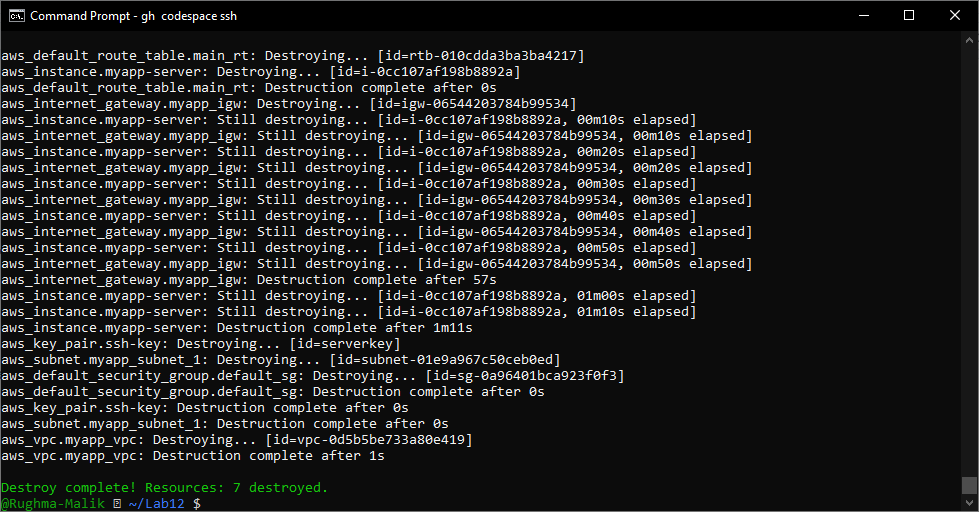 Command Prompt - gh  codespace ssh
aws_default_route_table.main_rt: Destroying... [id=rtb-010cdda3ba3ba4217]
aws_instance.myapp-server: Destroying... [id=i-0cc107af198b8892a]
aws_default_route_table.main_rt: Destruction complete after 0s
aws_internet_gateway.myapp_igw: Destroying... [id=igw-06544203784b99534]
aws_instance.myapp-server: Still destroying... [id=i-0cc107af198b8892a, 00m10s elapsed]
aws_internet_gateway.myapp_igw: Still destroying... [id=igw-06544203784b99534, 00m10s elapsed]
aws_instance.myapp-server: Still destroying... [id=i-0cc107af198b8892a, 00m20s elapsed]
aws_internet_gateway.myapp_igw: Still destroying... [id=igw-06544203784b99534, 00m20s elapsed]
aws_instance.myapp-server: Still destroying... [id=i-0cc107af198b8892a, 00m30s elapsed]
aws_internet_gateway.myapp_igw: Still destroying... [id=igw-06544203784b99534, 00m30s elapsed]
aws_instance.myapp-server: Still destroying... [id=i-0cc107af198b8892a, 00m40s elapsed]
aws_internet_gateway.myapp_igw: Still destroying... [id=igw-06544203784b99534, 00m40s elapsed]
aws_instance.myapp-server: Still destroying... [id=i-0cc107af198b8892a, 00m50s elapsed]
aws_internet_gateway.myapp_igw: Still destroying... [id=igw-06544203784b99534, 00m50s elapsed]
aws_internet_gateway.myapp_igw: Destruction complete after 57s
aws_instance.myapp-server: Still destroying... [id=i-0cc107af198b8892a, 01m00s elapsed]
aws_instance.myapp-server: Still destroying... [id=i-0cc107af198b8892a, 01m10s elapsed]
aws_instance.myapp-server: Destruction complete after 1m11s
aws_key_pair.ssh-key: Destroying... [id=serverkey]
aws_subnet.myapp_subnet_1: Destroying... [id=subnet-01e9a967c50ceb0ed]
aws_default_security_group.default_sg: Destroying... [id=sg-0a96401bca923f0f3]
aws_default_security_group.default_sg: Destruction complete after 0s
aws_key_pair.ssh-key: Destruction complete after 0s
aws_subnet.myapp_subnet_1: Destruction complete after 0s
aws_vpc.myapp_vpc: Destroying... [id=vpc-0d5b5be733a80e419]
aws_vpc.myapp_vpc: Destruction complete after 1s
Destroy complete! Resources: 7 destroyed.
@Rughma-Malik ~/Lab12 $